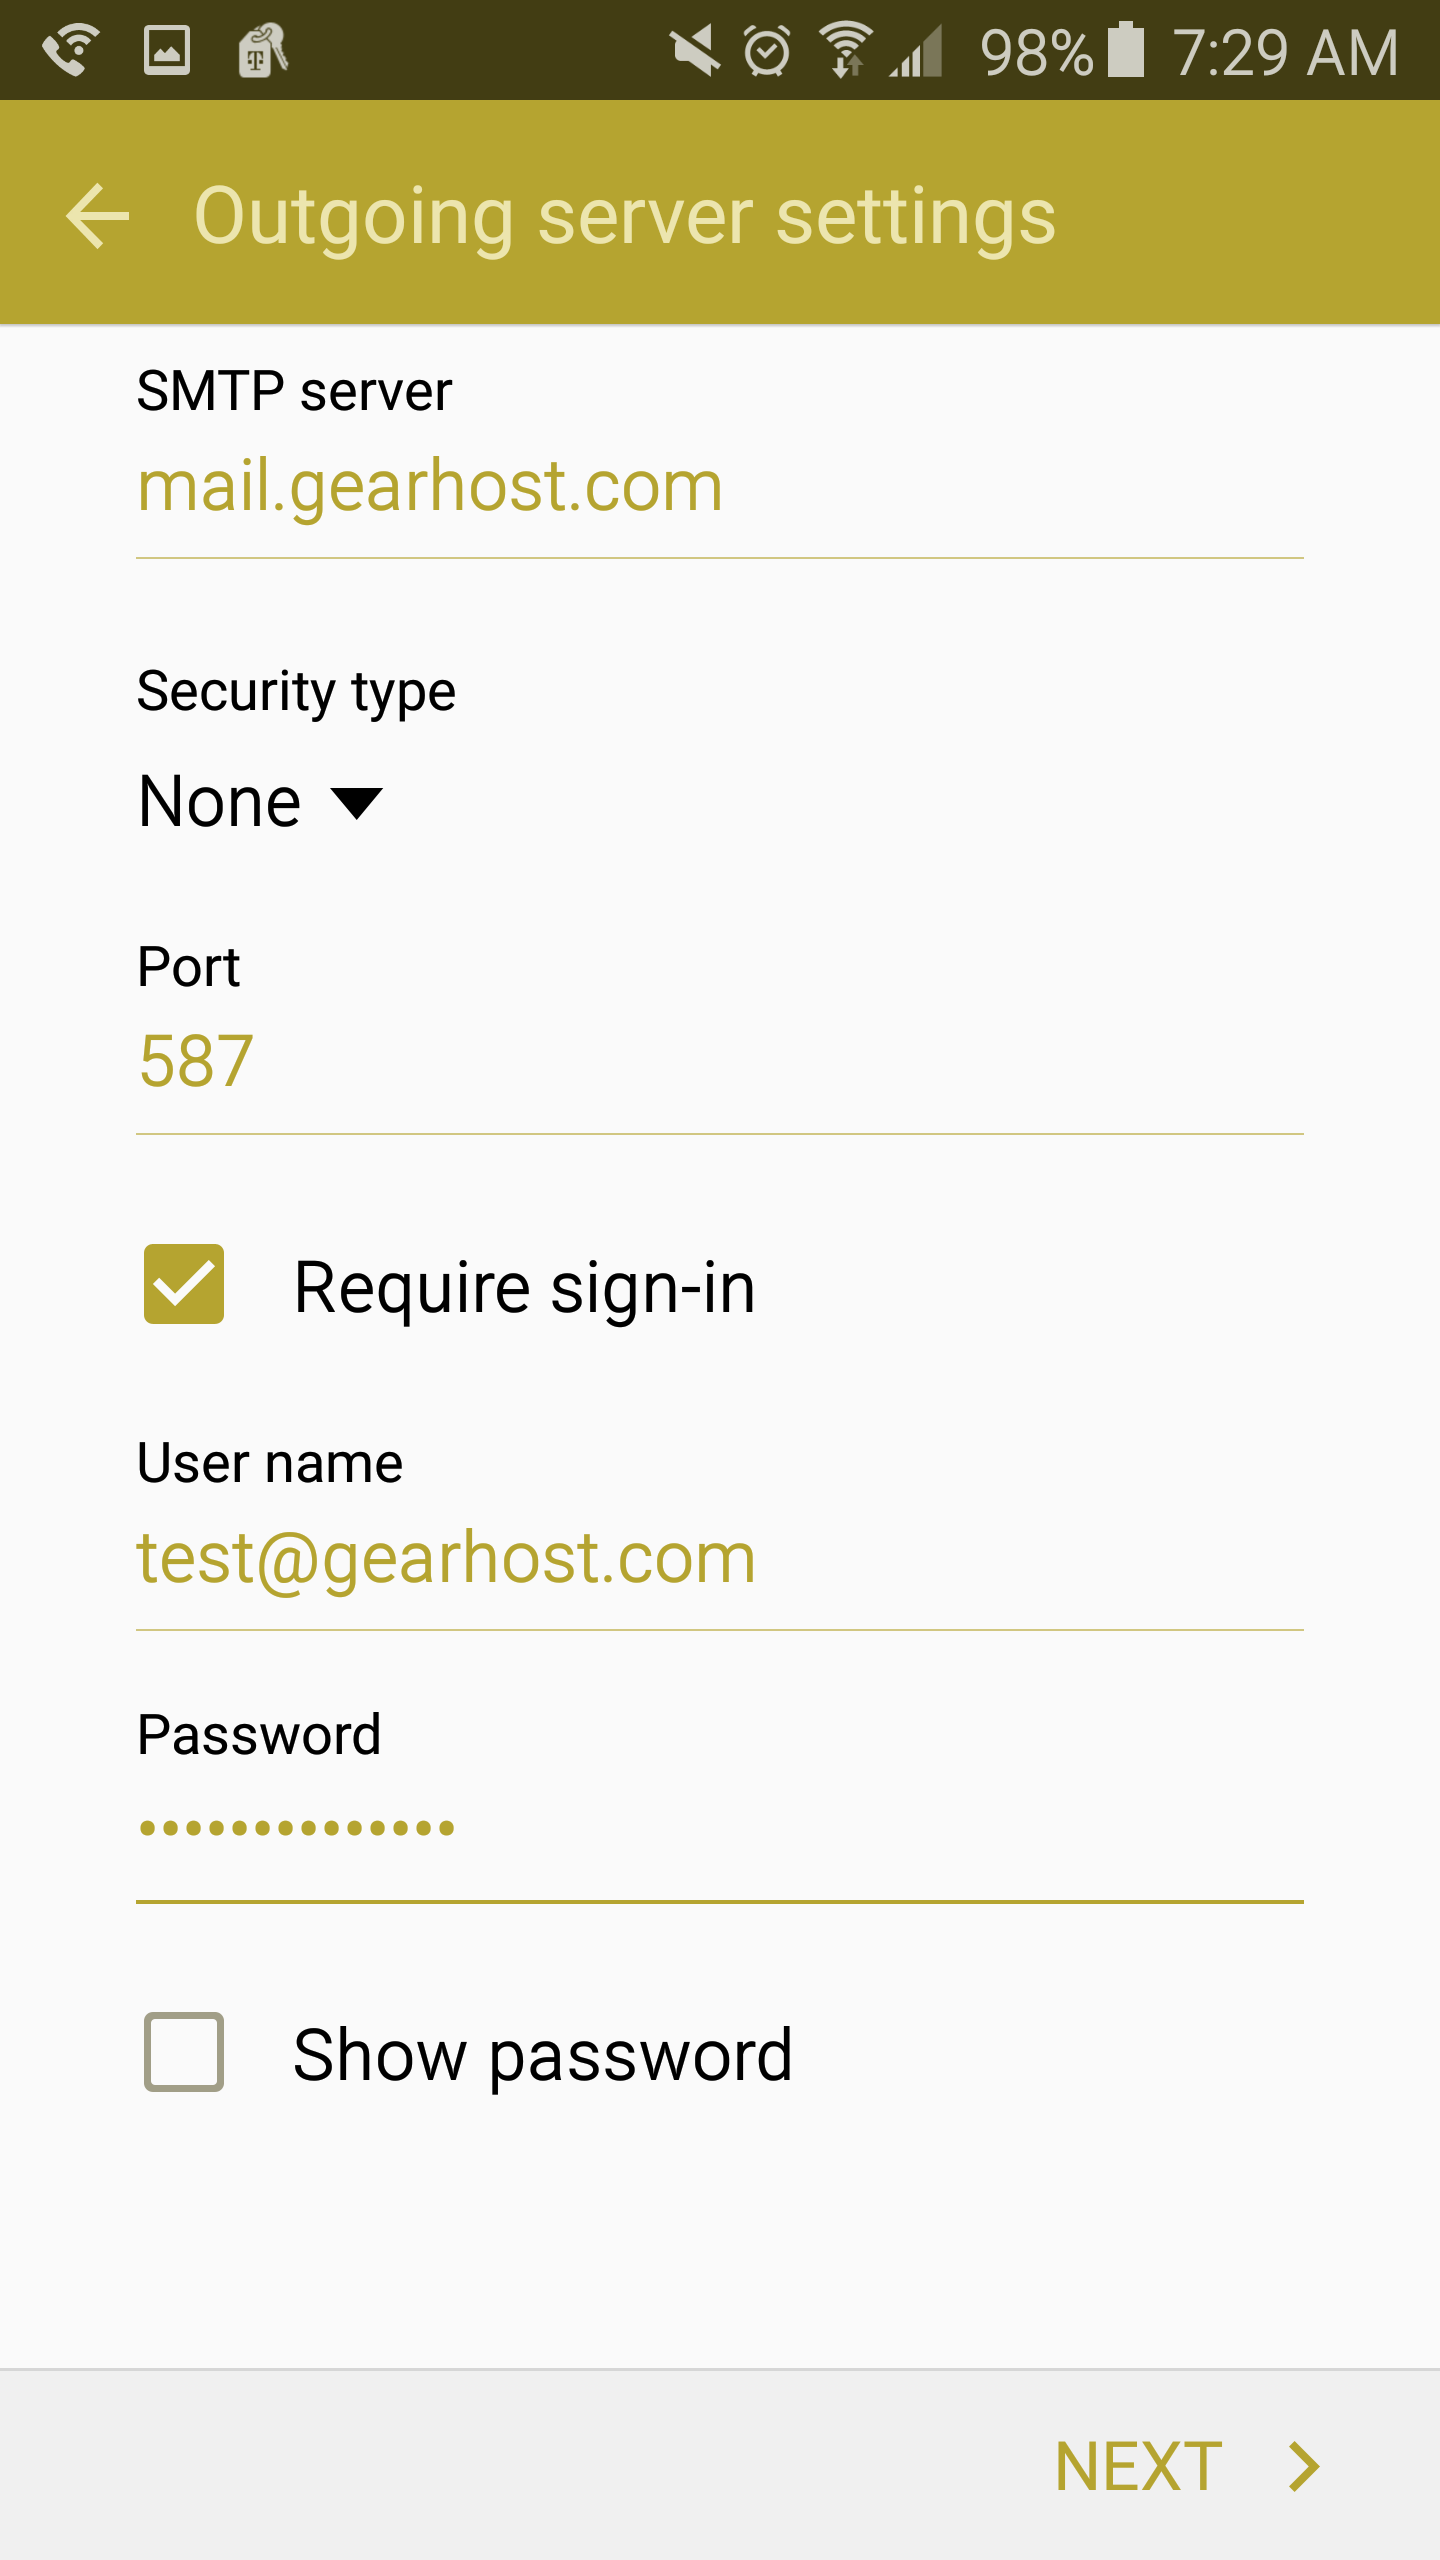 98% 7:29 AM
Outgoing server settings
SMTP server
mail.gearhost.com
Security type
None
Port
587
Require sign-in
User name
test@gearhost.com
Password
••••••••••••••
Show password
NEXT